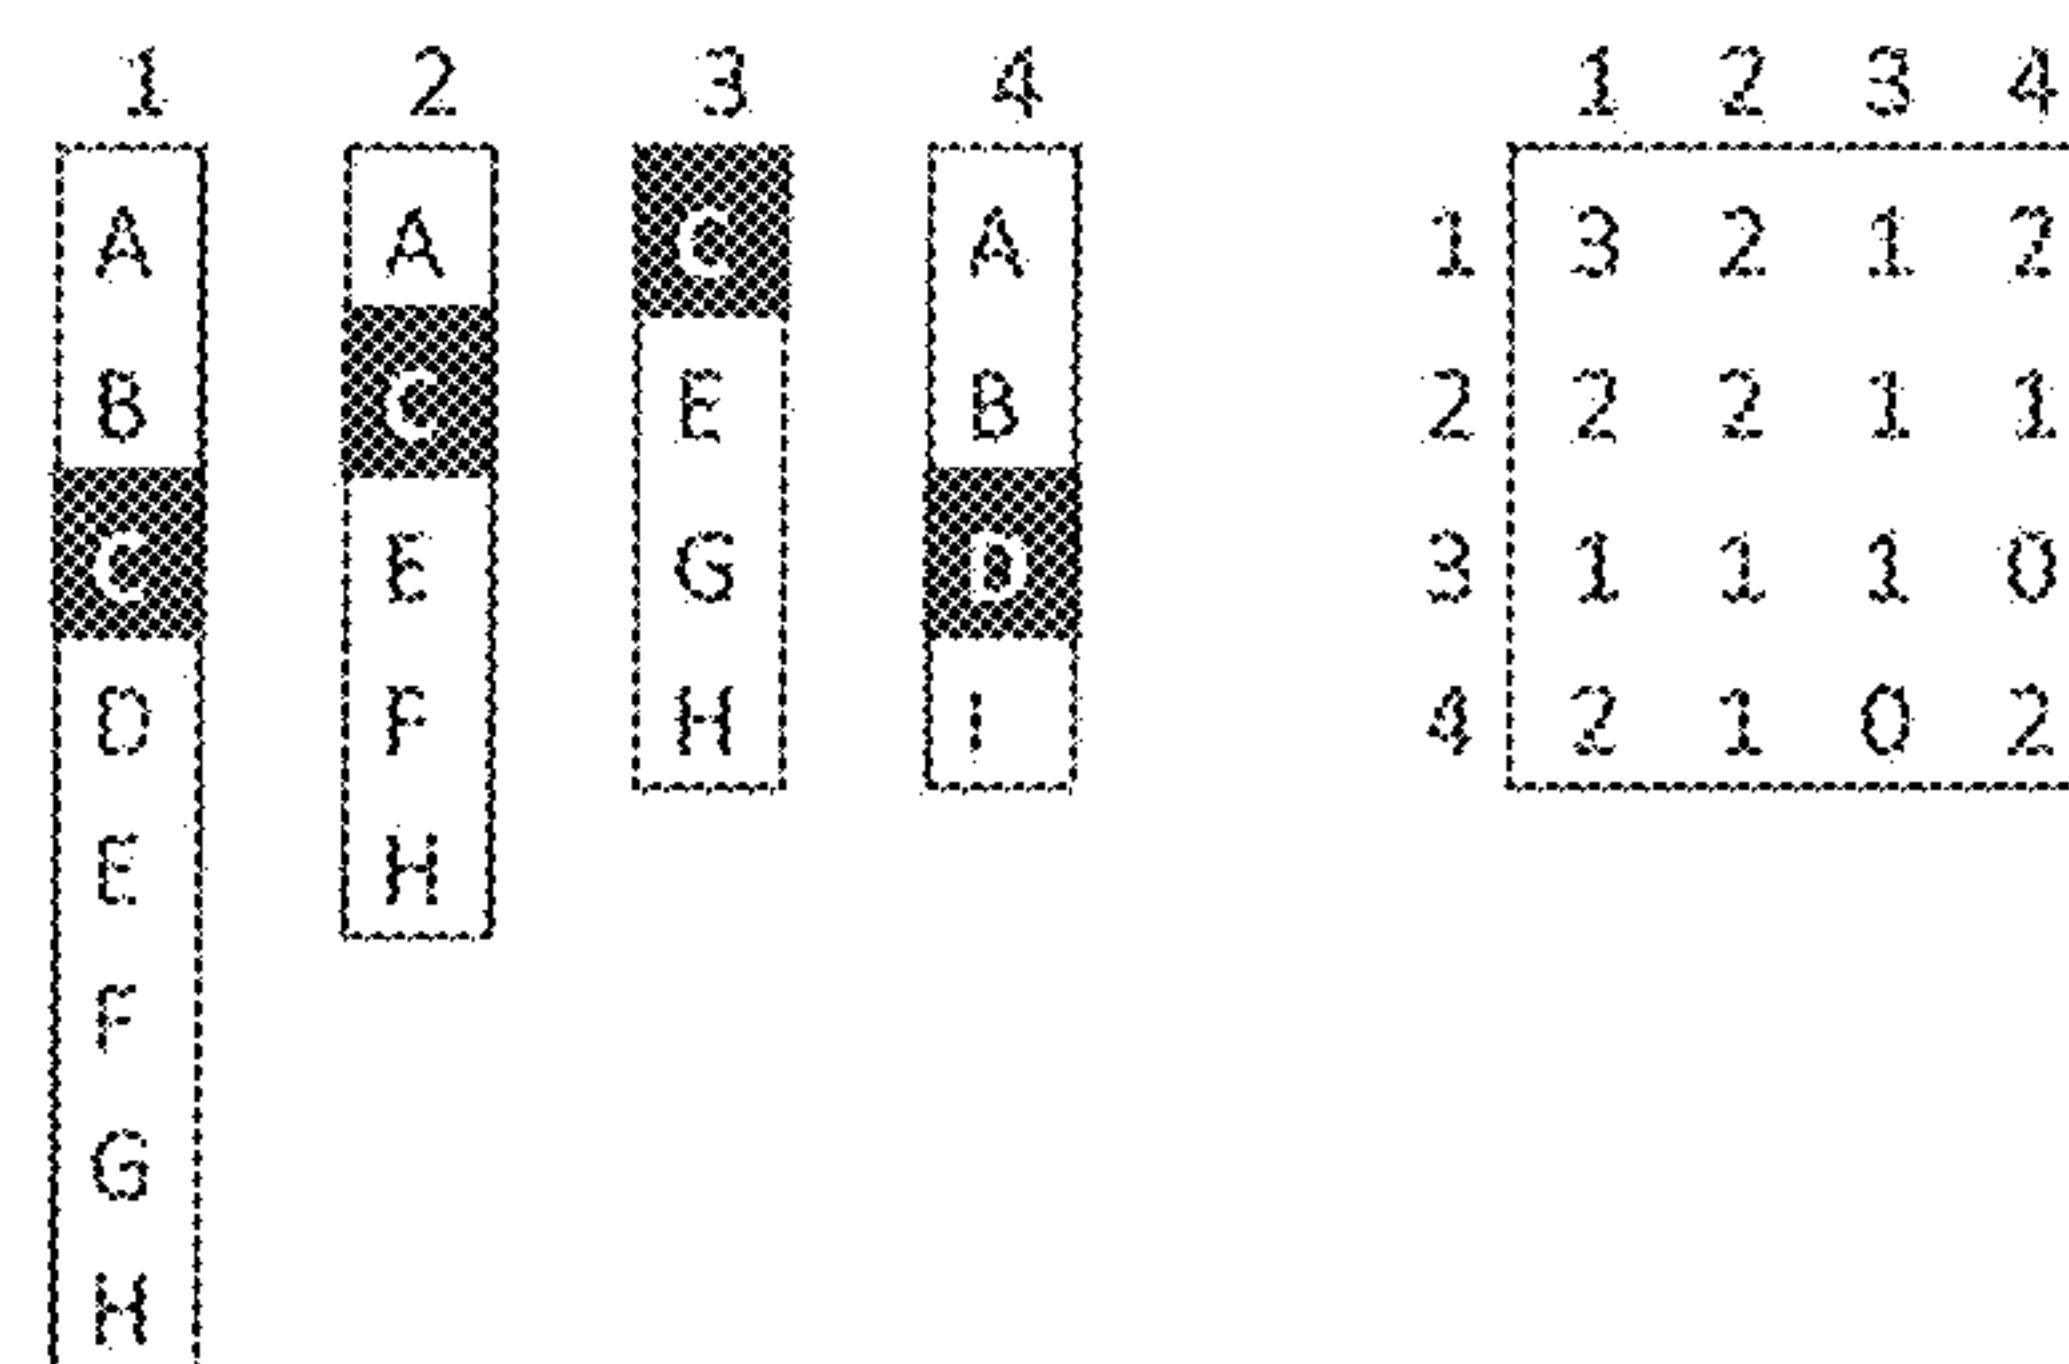 1 2 3 4 1 2 3 4
A A C A 1 3 2 1 2
B C E B 2 2 2 1 1
C E G D 3 1 1 1 0
D F H I 4 2 1 0 2
E H
F
G
H